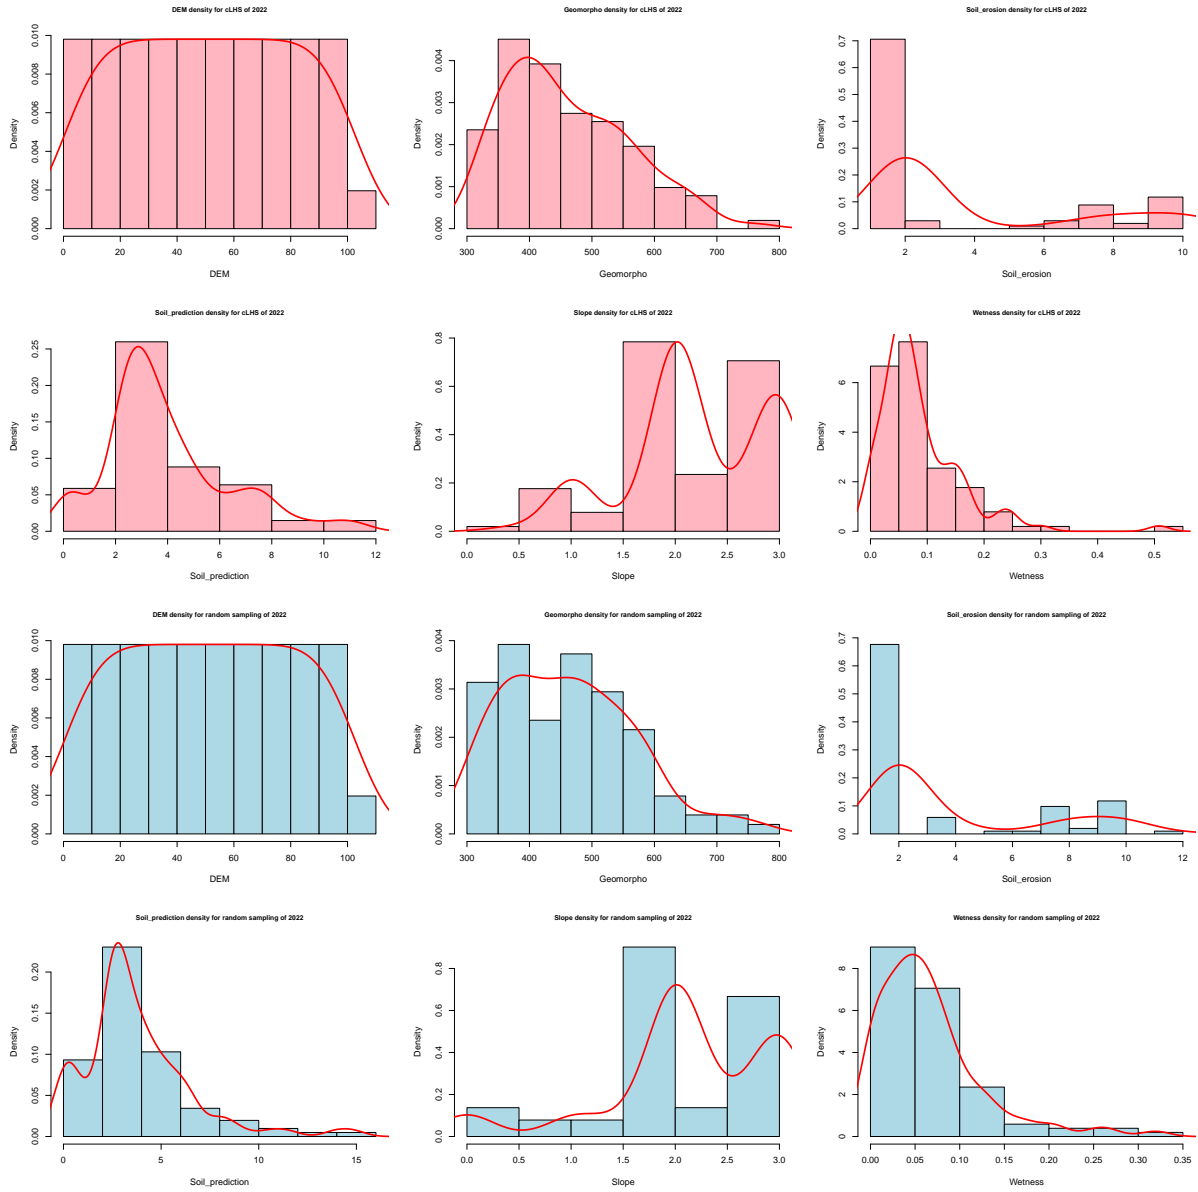 DEM density for cLHS of 2022
Density
0.000 0.002 0.004 0.006 0.008 0.010
0 20 40 60 80 100
DEM
Geomorpho density for cLHS of 2022
Density
0.000 0.001 0.002 0.003 0.004
300 400 500 600 700 800
Geomorpho
Soil_erosion density for cLHS of 2022
Density
0.0 0.1 0.2 0.3 0.4 0.5 0.6 0.7
2 4 6 8 10
Soil_erosion
Soil_prediction density for cLHS of 2022
Density
0.00 0.05 0.10 0.15 0.20 0.25
0 2 4 6 8 10 12
Soil_prediction
Slope density for cLHS of 2022
Density
0.0 0.2 0.4 0.6 0.8
0.0 0.5 1.0 1.5 2.0 2.5 3.0
Slope
Wetness density for cLHS of 2022
Density
0 2 4 6
0.0 0.1 0.2 0.3 0.4 0.5
Wetness
DEM density for random sampling of 2022
Density
0.000 0.002 0.004 0.006 0.008 0.010
0 20 40 60 80 100
DEM
Geomorpho density for random sampling of 2022
Density
0.000 0.001 0.002 0.003 0.004
300 400 500 600 700 800
Geomorpho
Soil_erosion density for random sampling of 2022
Density
0.0 0.1 0.2 0.3 0.4 0.5 0.6 0.7
2 4 6 8 10 12
Soil_erosion
Soil_prediction density for random sampling of 2022
Density
0.00 0.05 0.10 0.15 0.20
0 5 10 15
Soil_prediction
Slope density for random sampling of 2022
Density
0.0 0.2 0.4 0.6 0.8
0.0 0.5 1.0 1.5 2.0 2.5 3.0
Slope
Wetness density for random sampling of 2022
Density
0 2 4 6 8
0.00 0.05 0.10 0.15 0.20 0.25 0.30 0.35
Wetness